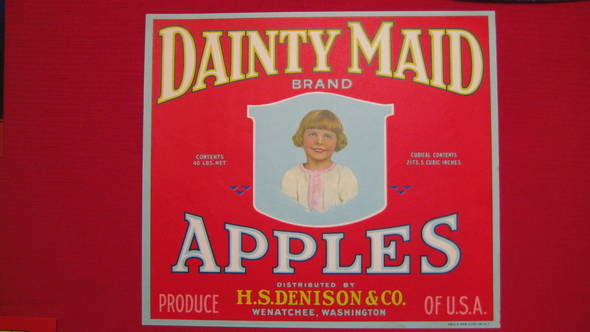 DAINTY MAID
BRAND
CONTENTS
40 LBS. NET
CUBICAL CONTENTS
2173.5 CUBIC INCHES
APPLES
DISTRIBUTED BY
H.S. DENISON & CO.
WENATCHEE, WASHINGTON
PRODUCE
OF U.S.A.